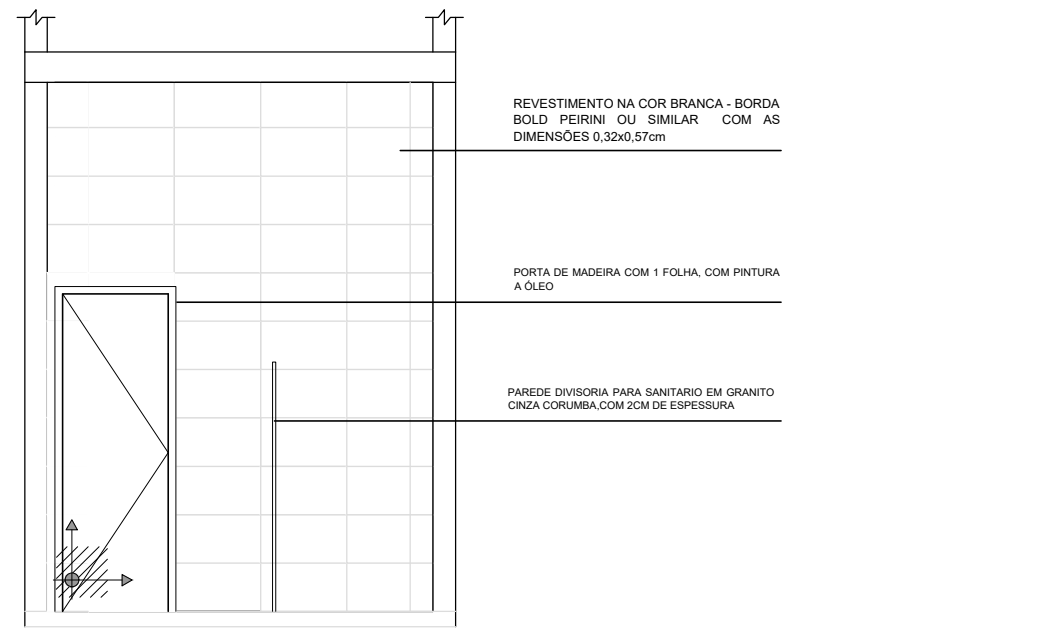 REVESTIMENTO NA COR BRANCA - BORDA
BOLD PEIRINI OU SIMILAR COM AS
DIMENSÕES 0,32x0,57cm
PORTA DE MADEIRA COM 1 FOLHA, COM PINTURA
A ÓLEO
PAREDE DIVISORIA PARA SANITARIO EM GRANITO
CINZA CORUMBA,COM 2CM DE ESPESSURA